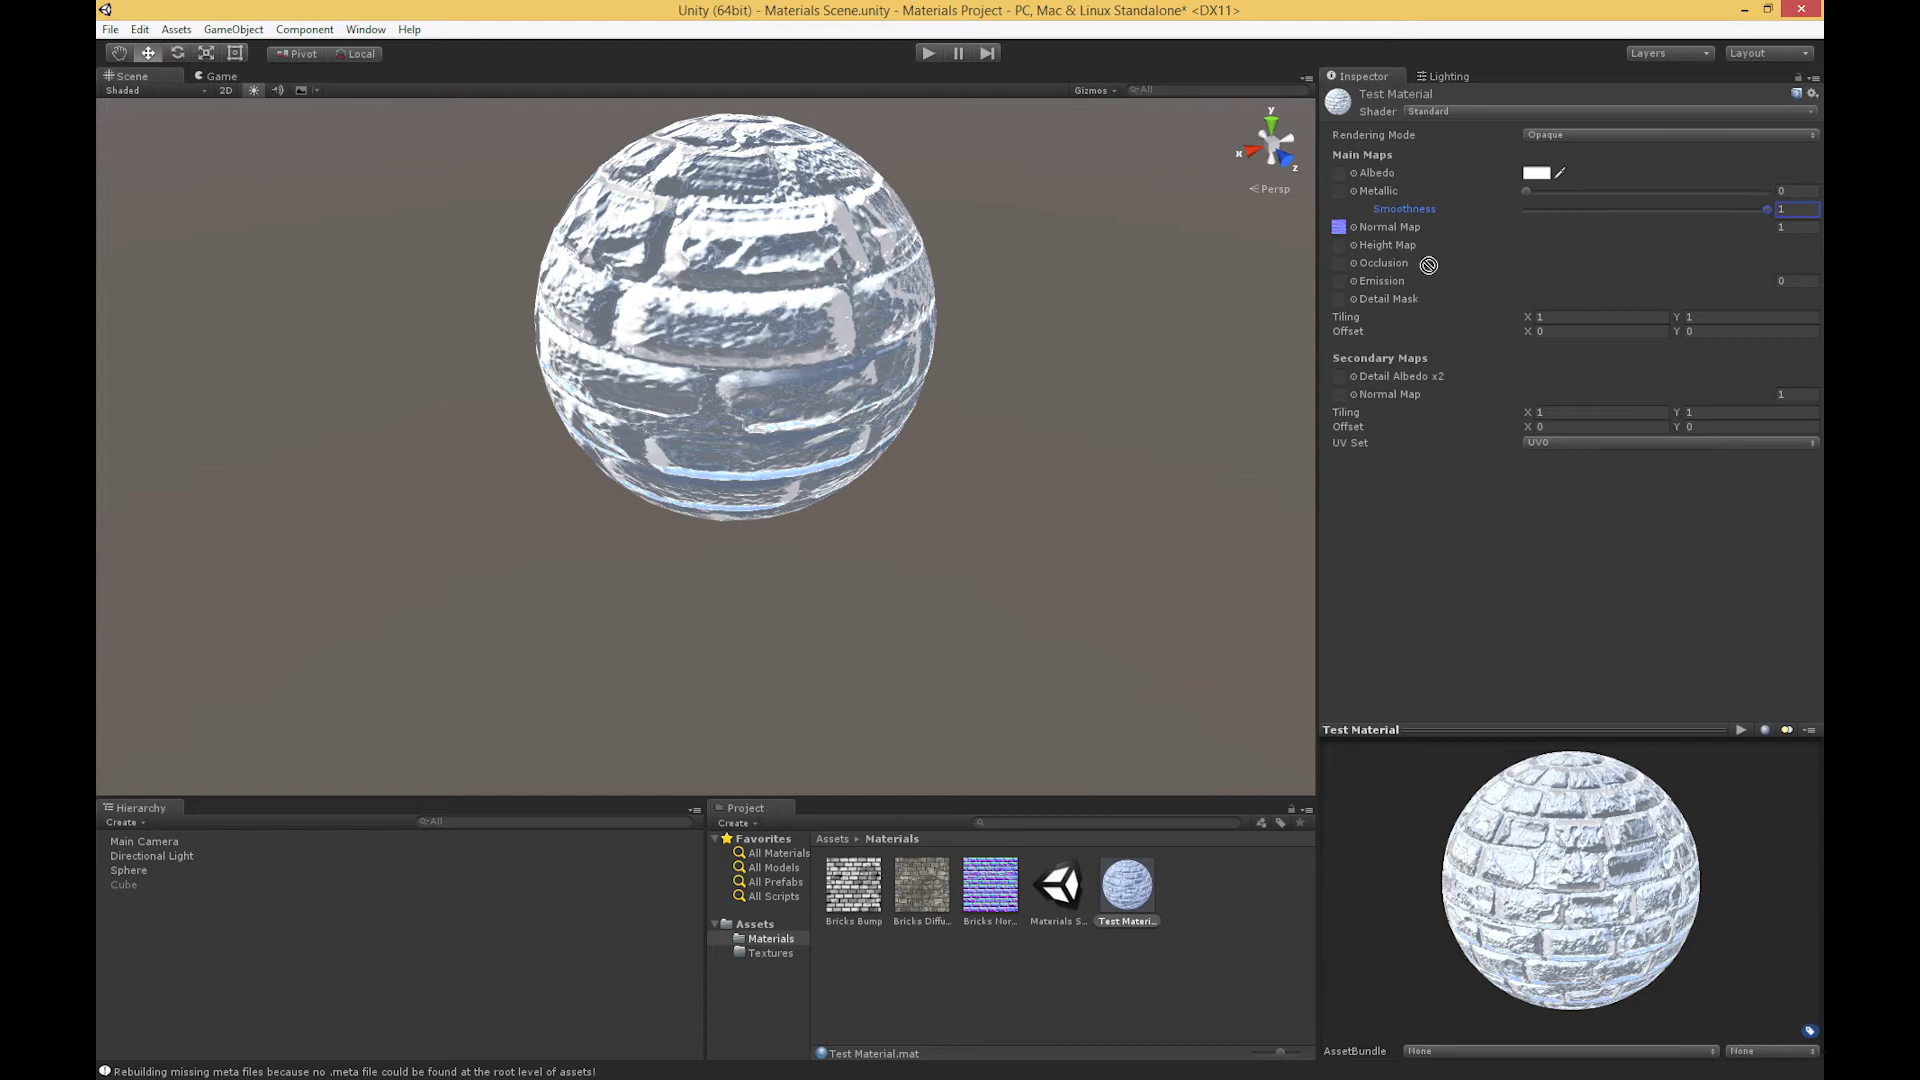 Unity (64bit) - Materials Scene.unity - Materials Project - PC, Mac & Linux Standalone* <DX11>
File Edit Assets GameObject Component Window Help
Pivot Local Layers Layout
Scene Game
Shaded 2D Gizmos All
y
x
z
Persp
Inspector Lighting
Test Material
Shader Standard
Rendering Mode Opaque
Main Maps
Albedo
Metallic 0
Smoothness 1
Normal Map 1
Height Map
Occlusion
Emission 0
Detail Mask
Tiling X 1 Y 1
Offset X 0 Y 0
Secondary Maps
Detail Albedo x2
Normal Map 1
Tiling X 1 Y 1
Offset X 0 Y 0
UV Set UV0
Test Material
AssetBundle None None
Hierarchy
Create All
Main Camera
Directional Light
Sphere
Cube
Project
Create
Favorites
All Materials
All Models
All Prefabs
All Scripts
Assets
Materials
Textures
Assets Materials
Bricks Bump Bricks Diffu... Bricks Nor... Materials S... Test Materi...
Test Material.mat
Rebuilding missing meta files because no .meta file could be found at the root level of assets!